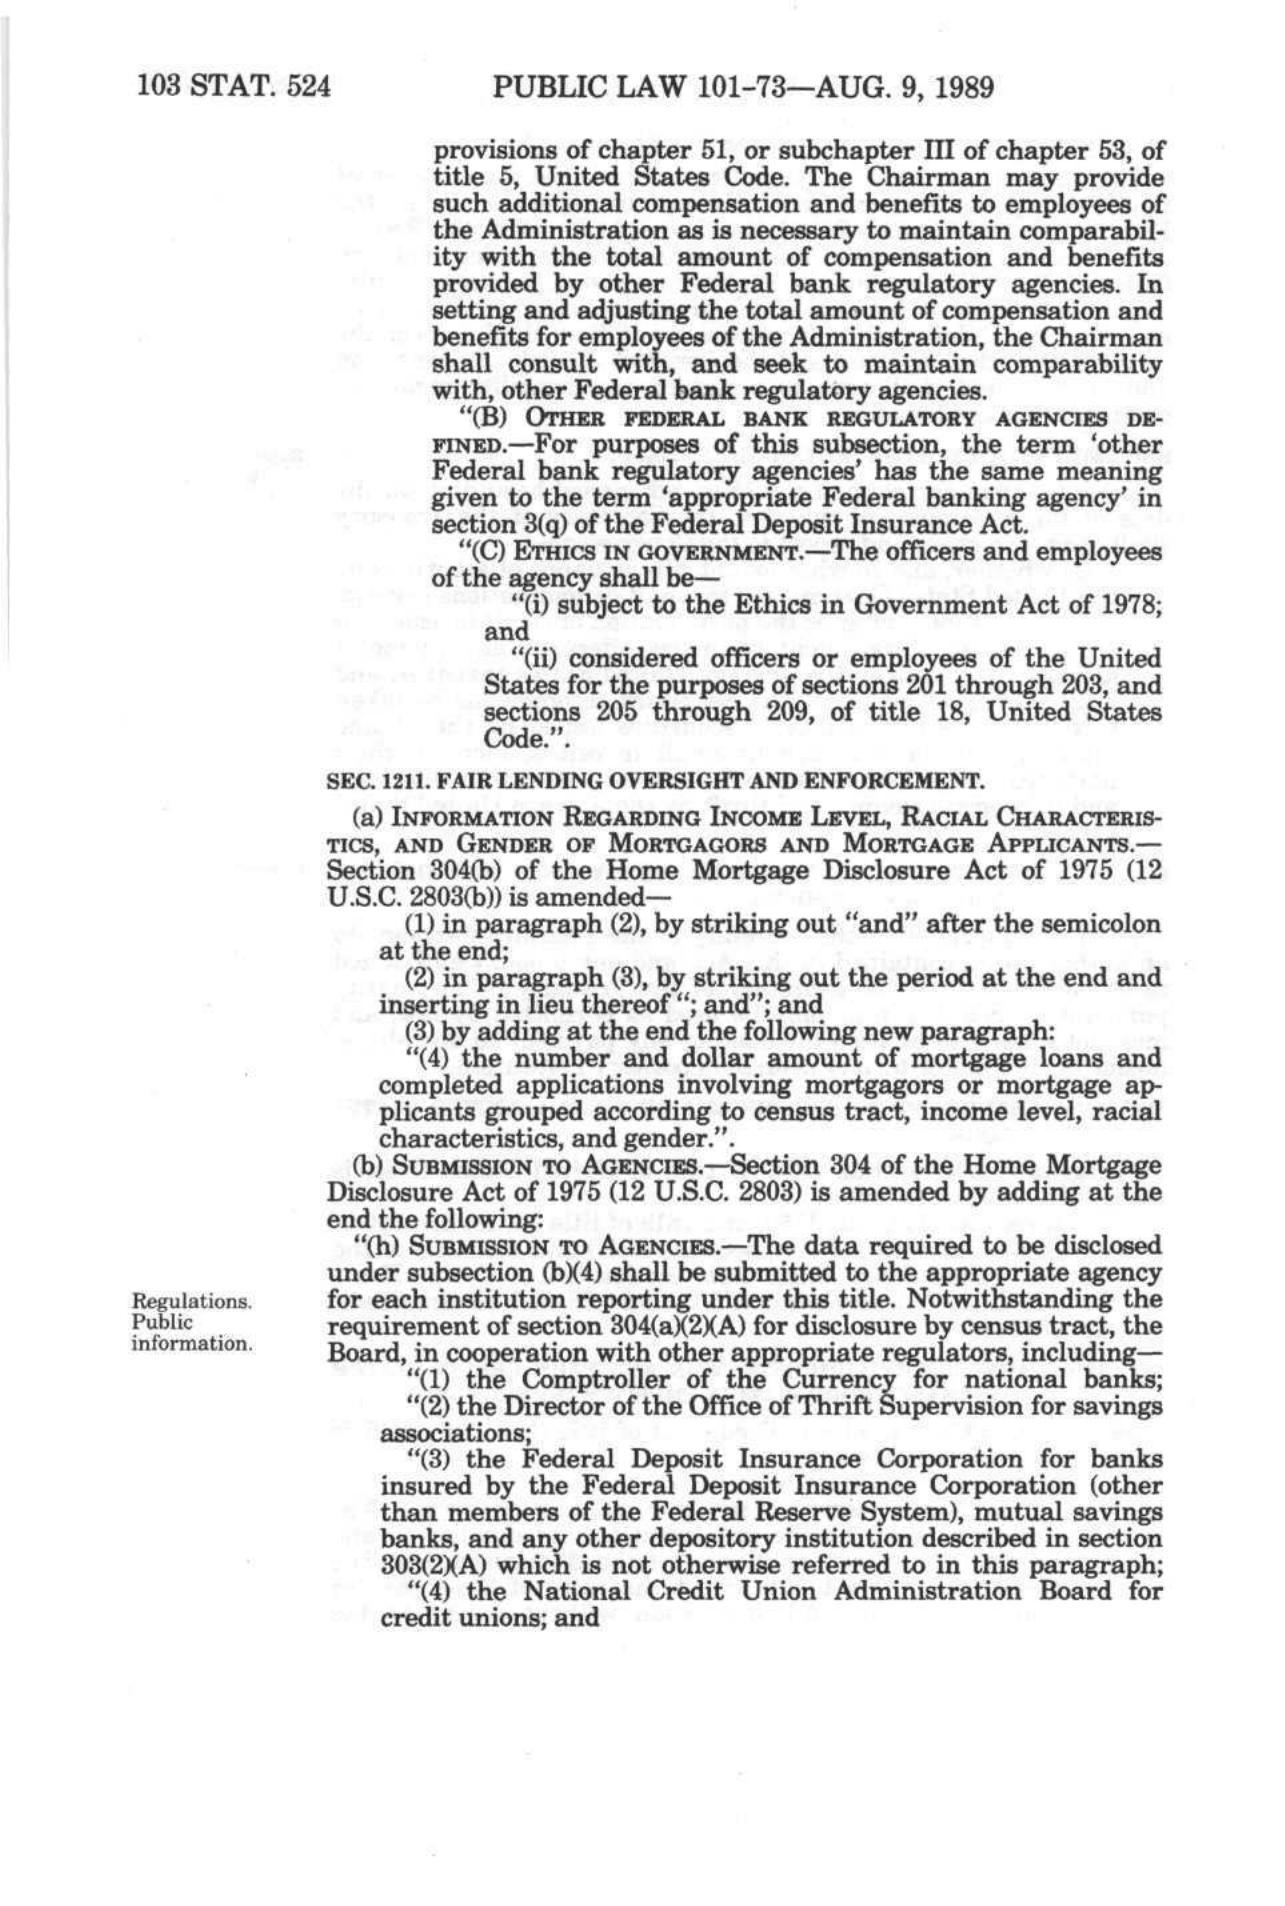 103 STAT. 524 PUBLIC LAW 101-73—AUG. 9, 1989
provisions of chapter 51, or subchapter III of chapter 53, of
title 5, United States Code. The Chairman may provide
such additional compensation and benefits to employees of
the Administration as is necessary to maintain comparabil-
ity with the total amount of compensation and benefits
provided by other Federal bank regulatory agencies. In
setting and adjusting the total amount of compensation and
benefits for employees of the Administration, the Chairman
shall consult with, and seek to maintain comparability
with, other Federal bank regulatory agencies.
“(B) OTHER FEDERAL BANK REGULATORY AGENCIES DE-
FINED.—For purposes of this subsection, the term ‘other
Federal bank regulatory agencies’ has the same meaning
given to the term ‘appropriate Federal banking agency’ in
section 3(q) of the Federal Deposit Insurance Act.
“(C) ETHICS IN GOVERNMENT.—The officers and employees
of the agency shall be—
“(i) subject to the Ethics in Government Act of 1978;
and
“(ii) considered officers or employees of the United
States for the purposes of sections 201 through 203, and
sections 205 through 209, of title 18, United States
Code.”.
SEC. 1211. FAIR LENDING OVERSIGHT AND ENFORCEMENT.
(a) INFORMATION REGARDING INCOME LEVEL, RACIAL CHARACTERIS-
TICS, AND GENDER OF MORTGAGORS AND MORTGAGE APPLICANTS.—
Section 304(b) of the Home Mortgage Disclosure Act of 1975 (12
U.S.C. 2803(b)) is amended—
(1) in paragraph (2), by striking out “and” after the semicolon
at the end;
(2) in paragraph (3), by striking out the period at the end and
inserting in lieu thereof “; and”; and
(3) by adding at the end the following new paragraph:
“(4) the number and dollar amount of mortgage loans and
completed applications involving mortgagors or mortgage ap-
plicants grouped according to census tract, income level, racial
characteristics, and gender.”.
(b) SUBMISSION TO AGENCIES.—Section 304 of the Home Mortgage
Disclosure Act of 1975 (12 U.S.C. 2803) is amended by adding at the
end the following:
“(h) SUBMISSION TO AGENCIES.—The data required to be disclosed
under subsection (b)(4) shall be submitted to the appropriate agency
Regulations. for each institution reporting under this title. Notwithstanding the
Public requirement of section 304(a)(2)(A) for disclosure by census tract, the
information. Board, in cooperation with other appropriate regulators, including—
“(1) the Comptroller of the Currency for national banks;
“(2) the Director of the Office of Thrift Supervision for savings
associations;
“(3) the Federal Deposit Insurance Corporation for banks
insured by the Federal Deposit Insurance Corporation (other
than members of the Federal Reserve System), mutual savings
banks, and any other depository institution described in section
303(2)(A) which is not otherwise referred to in this paragraph;
“(4) the National Credit Union Administration Board for
credit unions; and